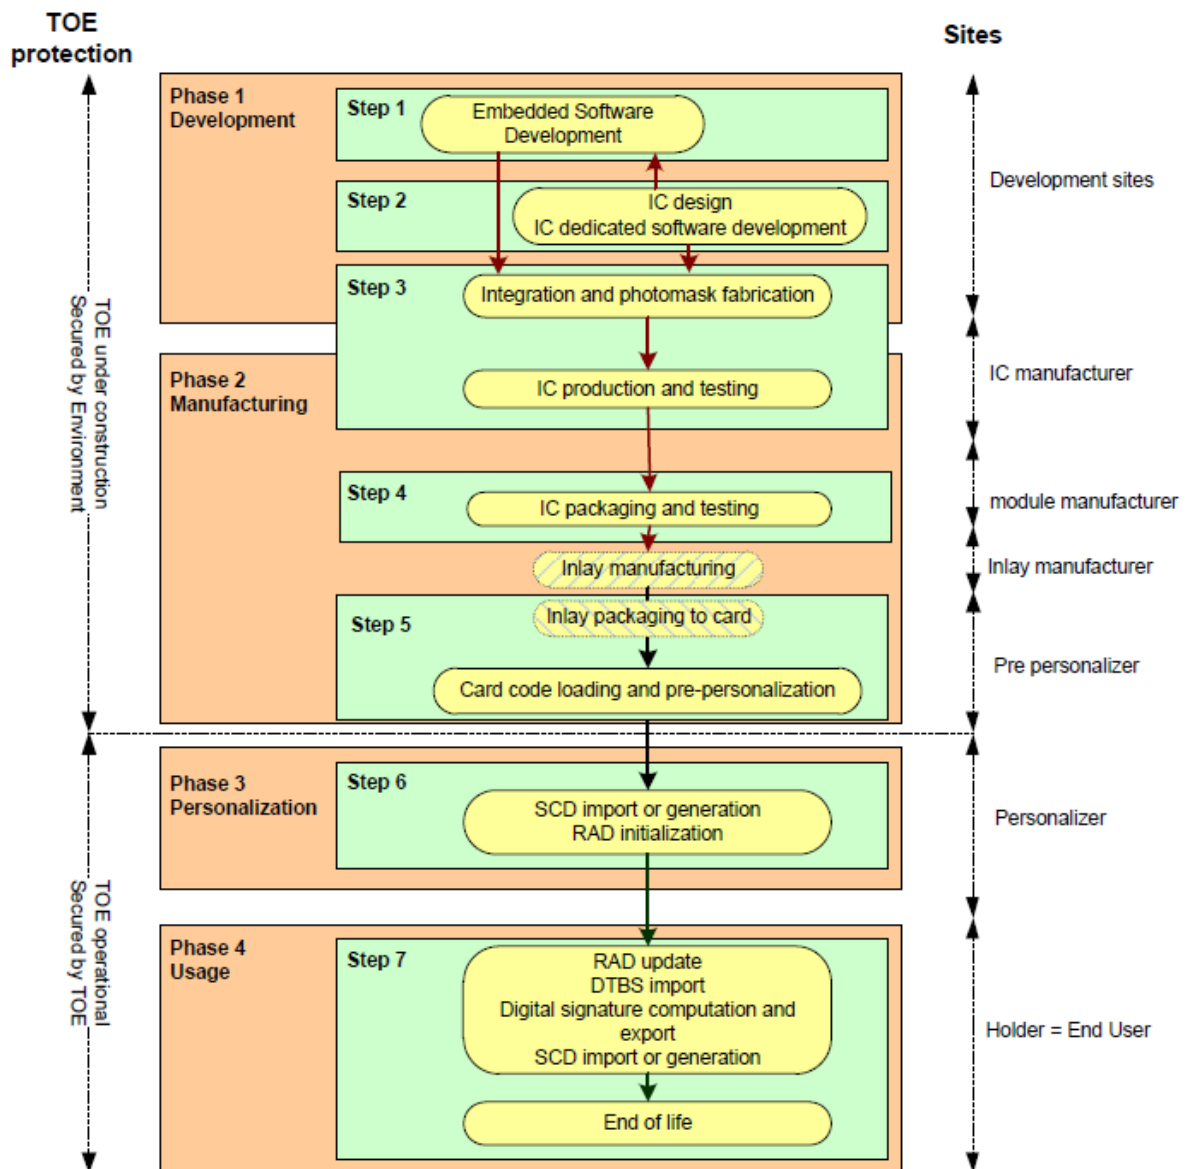 TOE
protection
Sites
Phase 1
Development
Step 1
Embedded Software
Development
Step 2
IC design
IC dedicated software development
Development sites
Step 3
Integration and photomask fabrication
TOE under construction
Secured by Environment
Phase 2
Manufacturing
IC production and testing
IC manufacturer
Step 4
IC packaging and testing
module manufacturer
Inlay manufacturing
Inlay manufacturer
Step 5
Inlay packaging to card
Card code loading and pre-personalization
Pre personalizer
Phase 3
Personalization
Step 6
SCD import or generation
RAD initialization
Personalizer
TOE operational
Secured by TOE
Phase 4
Usage
Step 7
RAD update
DTBS import
Digital signature computation and
export
SCD import or generation
Holder = End User
End of life